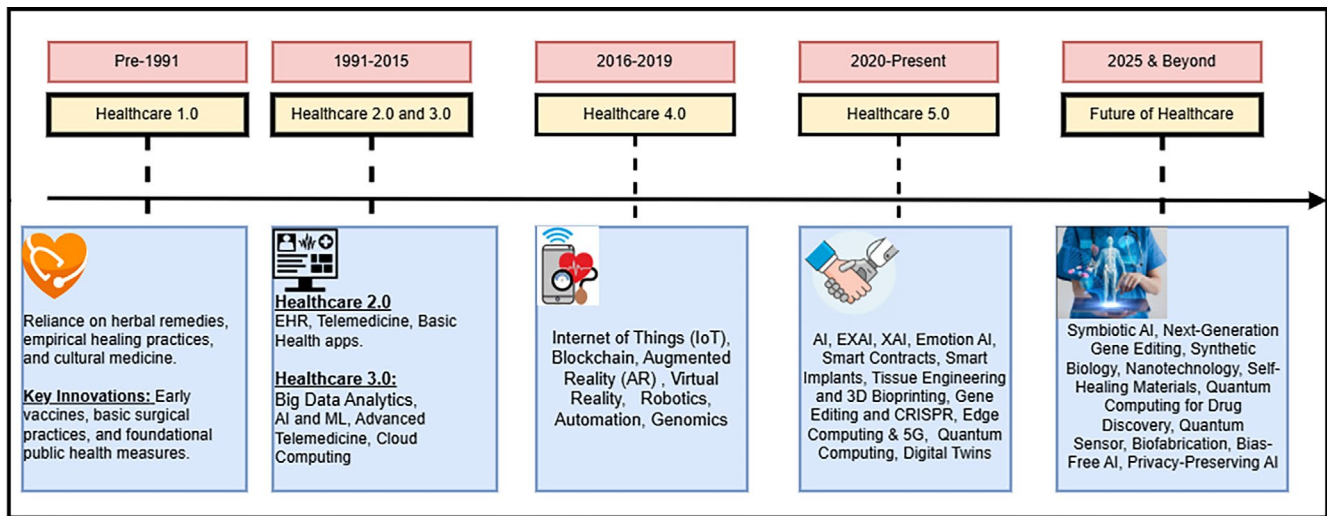 Pre-1991
Healthcare 1.0
Reliance on herbal remedies,
empirical healing practices,
and cultural medicine.
Key Innovations: Early
vaccines, basic surgical
practices, and foundational
public health measures.
1991-2015
Healthcare 2.0 and 3.0
Healthcare 2.0
EHR, Telemedicine, Basic
Health apps.
Healthcare 3.0:
Big Data Analytics,
AI and ML, Advanced
Telemedicine, Cloud
Computing
2016-2019
Healthcare 4.0
Internet of Things (IoT),
Blockchain, Augmented
Reality (AR) , Virtual
Reality, Robotics,
Automation, Genomics
2020-Present
Healthcare 5.0
AI, EXAI, XAI, Emotion AI,
Smart Contracts, Smart
Implants, Tissue Engineering
and 3D Bioprinting, Gene
Editing and CRISPR, Edge
Computing & 5G, Quantum
Computing, Digital Twins
2025 & Beyond
Future of Healthcare
Symbiotic AI, Next-Generation
Gene Editing, Synthetic
Biology, Nanotechnology, Self-
Healing Materials, Quantum
Computing for Drug
Discovery, Quantum
Sensor, Biofabrication, Bias-
Free AI, Privacy-Preserving AI